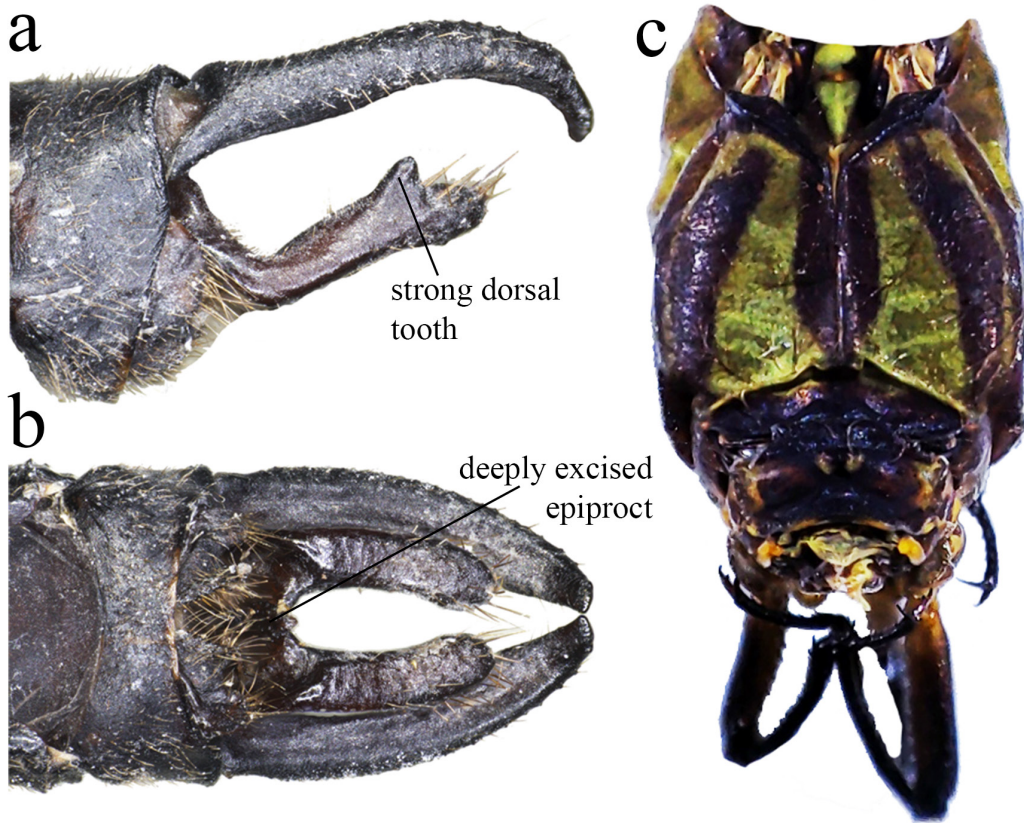 a
strong dorsal
tooth
b
deeply excised
epiproct
c